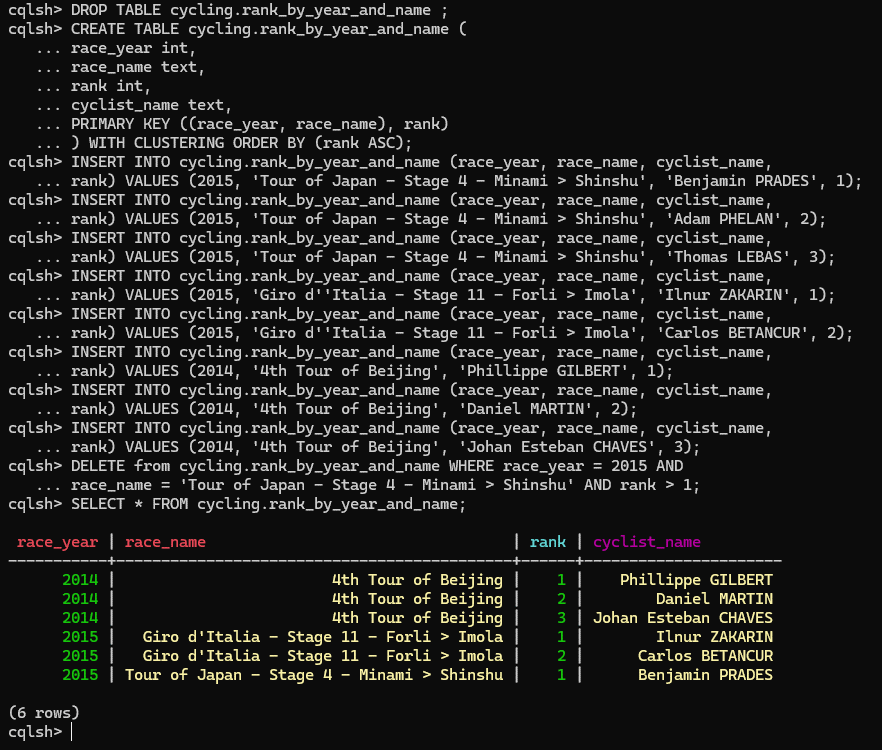 cqlsh> DROP TABLE cycling.rank_by_year_and_name ;
cqlsh> CREATE TABLE cycling.rank_by_year_and_name (
   ... race_year int,
   ... race_name text,
   ... rank int,
   ... cyclist_name text,
   ... PRIMARY KEY ((race_year, race_name), rank)
   ... ) WITH CLUSTERING ORDER BY (rank ASC);
cqlsh> INSERT INTO cycling.rank_by_year_and_name (race_year, race_name, cyclist_name,
   ... rank) VALUES (2015, 'Tour of Japan - Stage 4 - Minami > Shinshu', 'Benjamin PRADES', 1);
cqlsh> INSERT INTO cycling.rank_by_year_and_name (race_year, race_name, cyclist_name,
   ... rank) VALUES (2015, 'Tour of Japan - Stage 4 - Minami > Shinshu', 'Adam PHELAN', 2);
cqlsh> INSERT INTO cycling.rank_by_year_and_name (race_year, race_name, cyclist_name,
   ... rank) VALUES (2015, 'Tour of Japan - Stage 4 - Minami > Shinshu', 'Thomas LEBAS', 3);
cqlsh> INSERT INTO cycling.rank_by_year_and_name (race_year, race_name, cyclist_name,
   ... rank) VALUES (2015, 'Giro d''Italia - Stage 11 - Forli > Imola', 'Ilnur ZAKARIN', 1);
cqlsh> INSERT INTO cycling.rank_by_year_and_name (race_year, race_name, cyclist_name,
   ... rank) VALUES (2015, 'Giro d''Italia - Stage 11 - Forli > Imola', 'Carlos BETANCUR', 2);
cqlsh> INSERT INTO cycling.rank_by_year_and_name (race_year, race_name, cyclist_name,
   ... rank) VALUES (2014, '4th Tour of Beijing', 'Phillippe GILBERT', 1);
cqlsh> INSERT INTO cycling.rank_by_year_and_name (race_year, race_name, cyclist_name,
   ... rank) VALUES (2014, '4th Tour of Beijing', 'Daniel MARTIN', 2);
cqlsh> INSERT INTO cycling.rank_by_year_and_name (race_year, race_name, cyclist_name,
   ... rank) VALUES (2014, '4th Tour of Beijing', 'Johan Esteban CHAVES', 3);
cqlsh> DELETE from cycling.rank_by_year_and_name WHERE race_year = 2015 AND
   ... race_name = 'Tour of Japan - Stage 4 - Minami > Shinshu' AND rank > 1;
cqlsh> SELECT * FROM cycling.rank_by_year_and_name;
 race_year | race_name                                  | rank | cyclist_name
-----------+--------------------------------------------+------+----------------------
      2014 |                        4th Tour of Beijing |    1 |    Phillippe GILBERT
      2014 |                        4th Tour of Beijing |    2 |        Daniel MARTIN
      2014 |                        4th Tour of Beijing |    3 | Johan Esteban CHAVES
      2015 |   Giro d'Italia - Stage 11 - Forli > Imola |    1 |        Ilnur ZAKARIN
      2015 |   Giro d'Italia - Stage 11 - Forli > Imola |    2 |      Carlos BETANCUR
      2015 | Tour of Japan - Stage 4 - Minami > Shinshu |    1 |      Benjamin PRADES
(6 rows)
cqlsh>